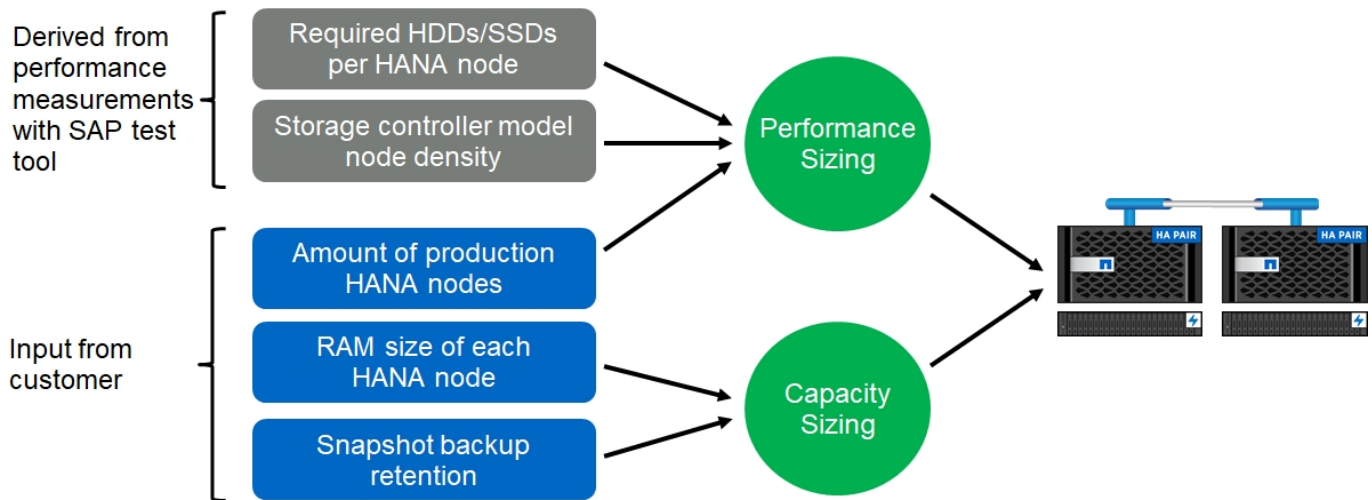 Derived from
performance
measurements
with SAP test
tool
Required HDDs/SSDs
per HANA node
Storage controller model
node density
Performance
Sizing
Input from
customer
Amount of production
HANA nodes
RAM size of each
HANA node
Snapshot backup
retention
Capacity
Sizing
HA PAIR
HA PAIR